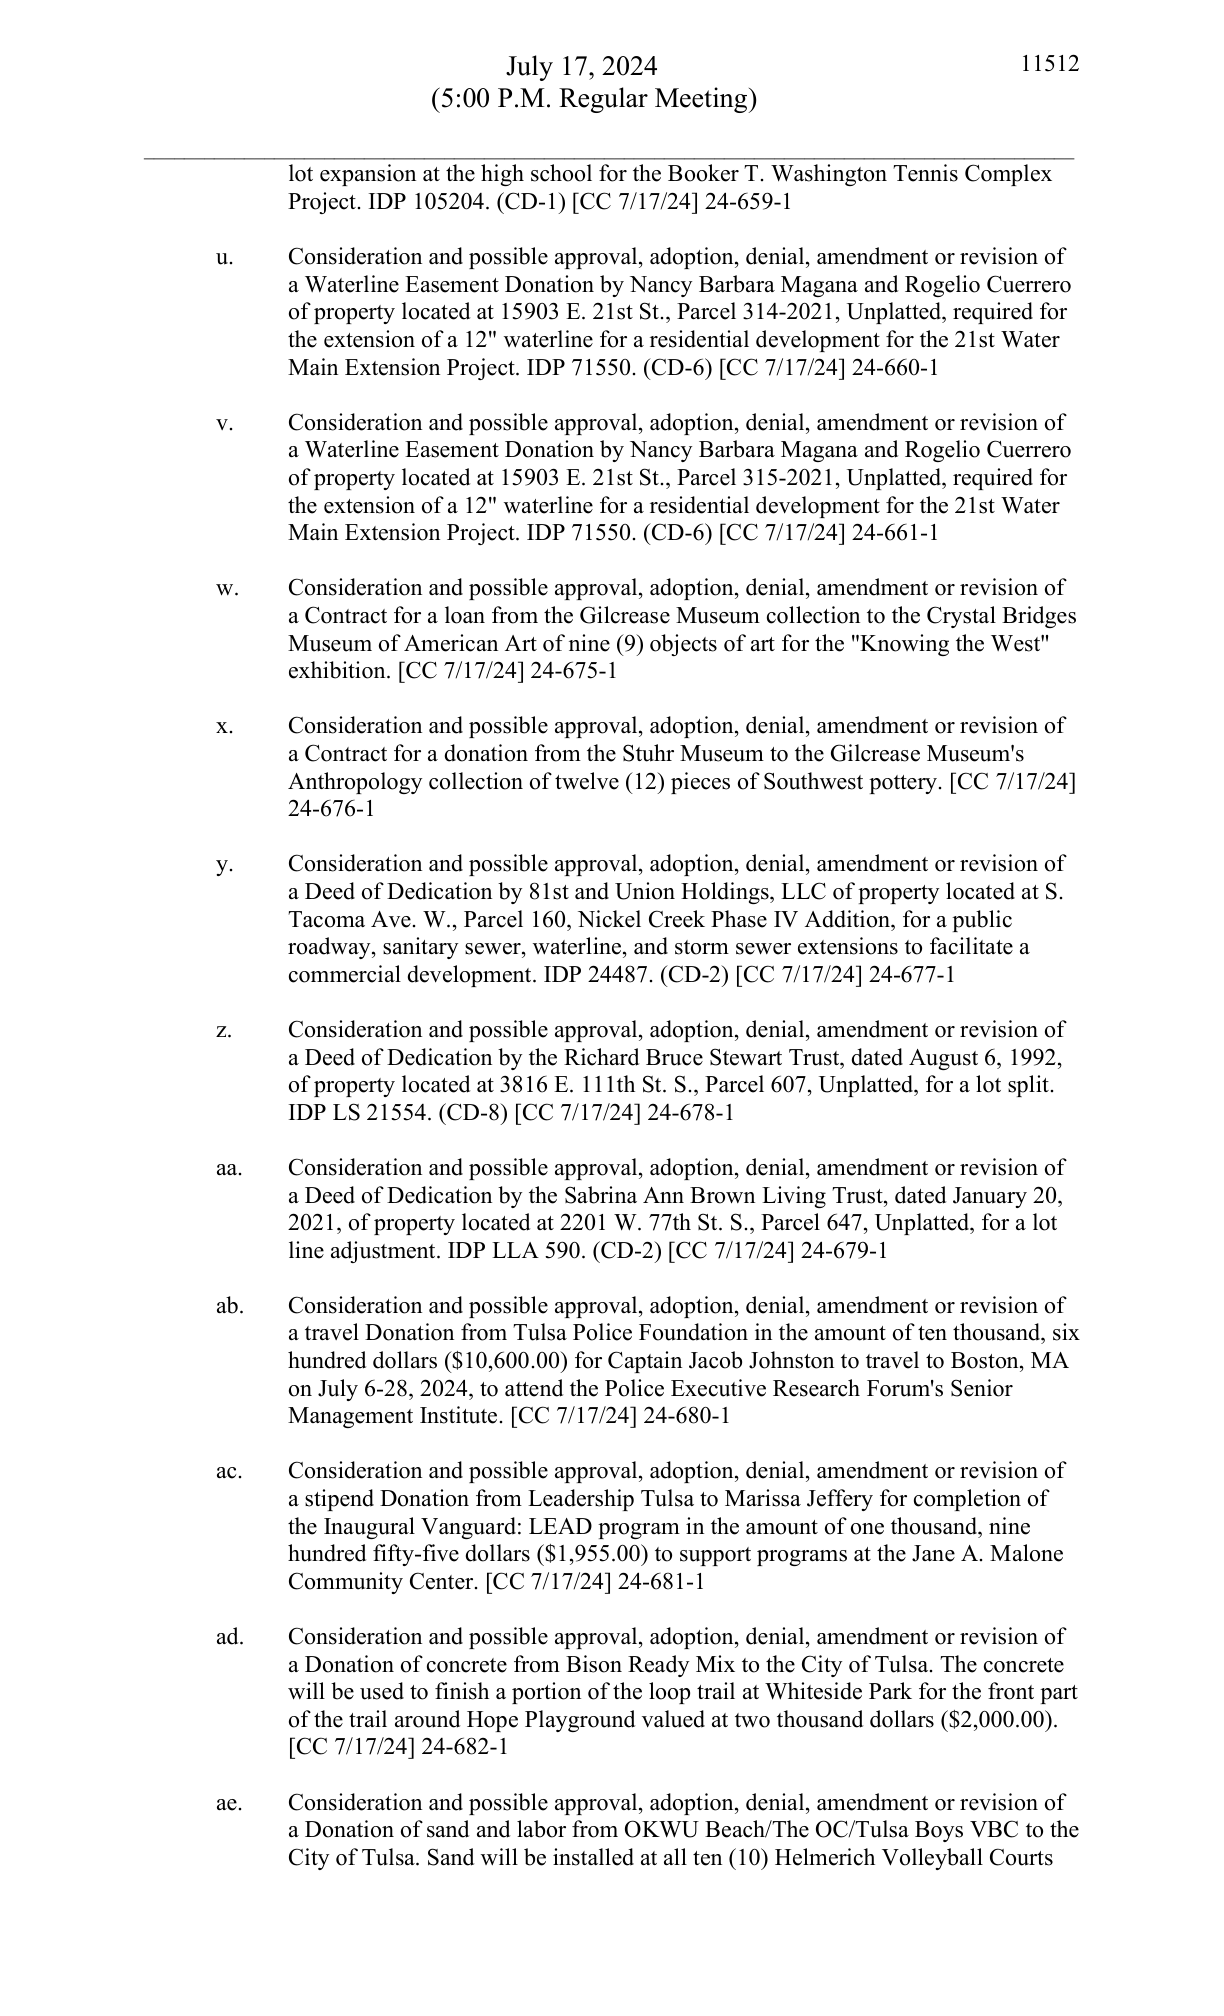 July 17, 2024
11512
(5:00 P.M. Regular Meeting)
lot expansion at the high school for the Booker T. Washington Tennis Complex
Project. IDP 105204. (CD-1) [CC 7/17/24] 24-659-1
u. Consideration and possible approval, adoption, denial, amendment or revision of
a Waterline Easement Donation by Nancy Barbara Magana and Rogelio Cuerrero
of property located at 15903 E. 21st St., Parcel 314-2021, Unplatted, required for
the extension of a 12" waterline for a residential development for the 21st Water
Main Extension Project. IDP 71550. (CD-6) [CC 7/17/24] 24-660-1
v. Consideration and possible approval, adoption, denial, amendment or revision of
a Waterline Easement Donation by Nancy Barbara Magana and Rogelio Cuerrero
of property located at 15903 E. 21st St., Parcel 315-2021, Unplatted, required for
the extension of a 12" waterline for a residential development for the 21st Water
Main Extension Project. IDP 71550. (CD-6) [CC 7/17/24] 24-661-1
w. Consideration and possible approval, adoption, denial, amendment or revision of
a Contract for a loan from the Gilcrease Museum collection to the Crystal Bridges
Museum of American Art of nine (9) objects of art for the "Knowing the West"
exhibition. [CC 7/17/24] 24-675-1
x. Consideration and possible approval, adoption, denial, amendment or revision of
a Contract for a donation from the Stuhr Museum to the Gilcrease Museum's
Anthropology collection of twelve (12) pieces of Southwest pottery. [CC 7/17/24]
24-676-1
y. Consideration and possible approval, adoption, denial, amendment or revision of
a Deed of Dedication by 81st and Union Holdings, LLC of property located at S.
Tacoma Ave. W., Parcel 160, Nickel Creek Phase IV Addition, for a public
roadway, sanitary sewer, waterline, and storm sewer extensions to facilitate a
commercial development. IDP 24487. (CD-2) [CC 7/17/24] 24-677-1
z. Consideration and possible approval, adoption, denial, amendment or revision of
a Deed of Dedication by the Richard Bruce Stewart Trust, dated August 6, 1992,
of property located at 3816 E. 111th St. S., Parcel 607, Unplatted, for a lot split.
IDP LS 21554. (CD-8) [CC 7/17/24] 24-678-1
aa. Consideration and possible approval, adoption, denial, amendment or revision of
a Deed of Dedication by the Sabrina Ann Brown Living Trust, dated January 20,
2021, of property located at 2201 W. 77th St. S., Parcel 647, Unplatted, for a lot
line adjustment. IDP LLA 590. (CD-2) [CC 7/17/24] 24-679-1
ab. Consideration and possible approval, adoption, denial, amendment or revision of
a travel Donation from Tulsa Police Foundation in the amount of ten thousand, six
hundred dollars ($10,600.00) for Captain Jacob Johnston to travel to Boston, MA
on July 6-28, 2024, to attend the Police Executive Research Forum's Senior
Management Institute. [CC 7/17/24] 24-680-1
ac. Consideration and possible approval, adoption, denial, amendment or revision of
a stipend Donation from Leadership Tulsa to Marissa Jeffery for completion of
the Inaugural Vanguard: LEAD program in the amount of one thousand, nine
hundred fifty-five dollars ($1,955.00) to support programs at the Jane A. Malone
Community Center. [CC 7/17/24] 24-681-1
ad. Consideration and possible approval, adoption, denial, amendment or revision of
a Donation of concrete from Bison Ready Mix to the City of Tulsa. The concrete
will be used to finish a portion of the loop trail at Whiteside Park for the front part
of the trail around Hope Playground valued at two thousand dollars ($2,000.00).
[CC 7/17/24] 24-682-1
ae. Consideration and possible approval, adoption, denial, amendment or revision of
a Donation of sand and labor from OKWU Beach/The OC/Tulsa Boys VBC to the
City of Tulsa. Sand will be installed at all ten (10) Helmerich Volleyball Courts